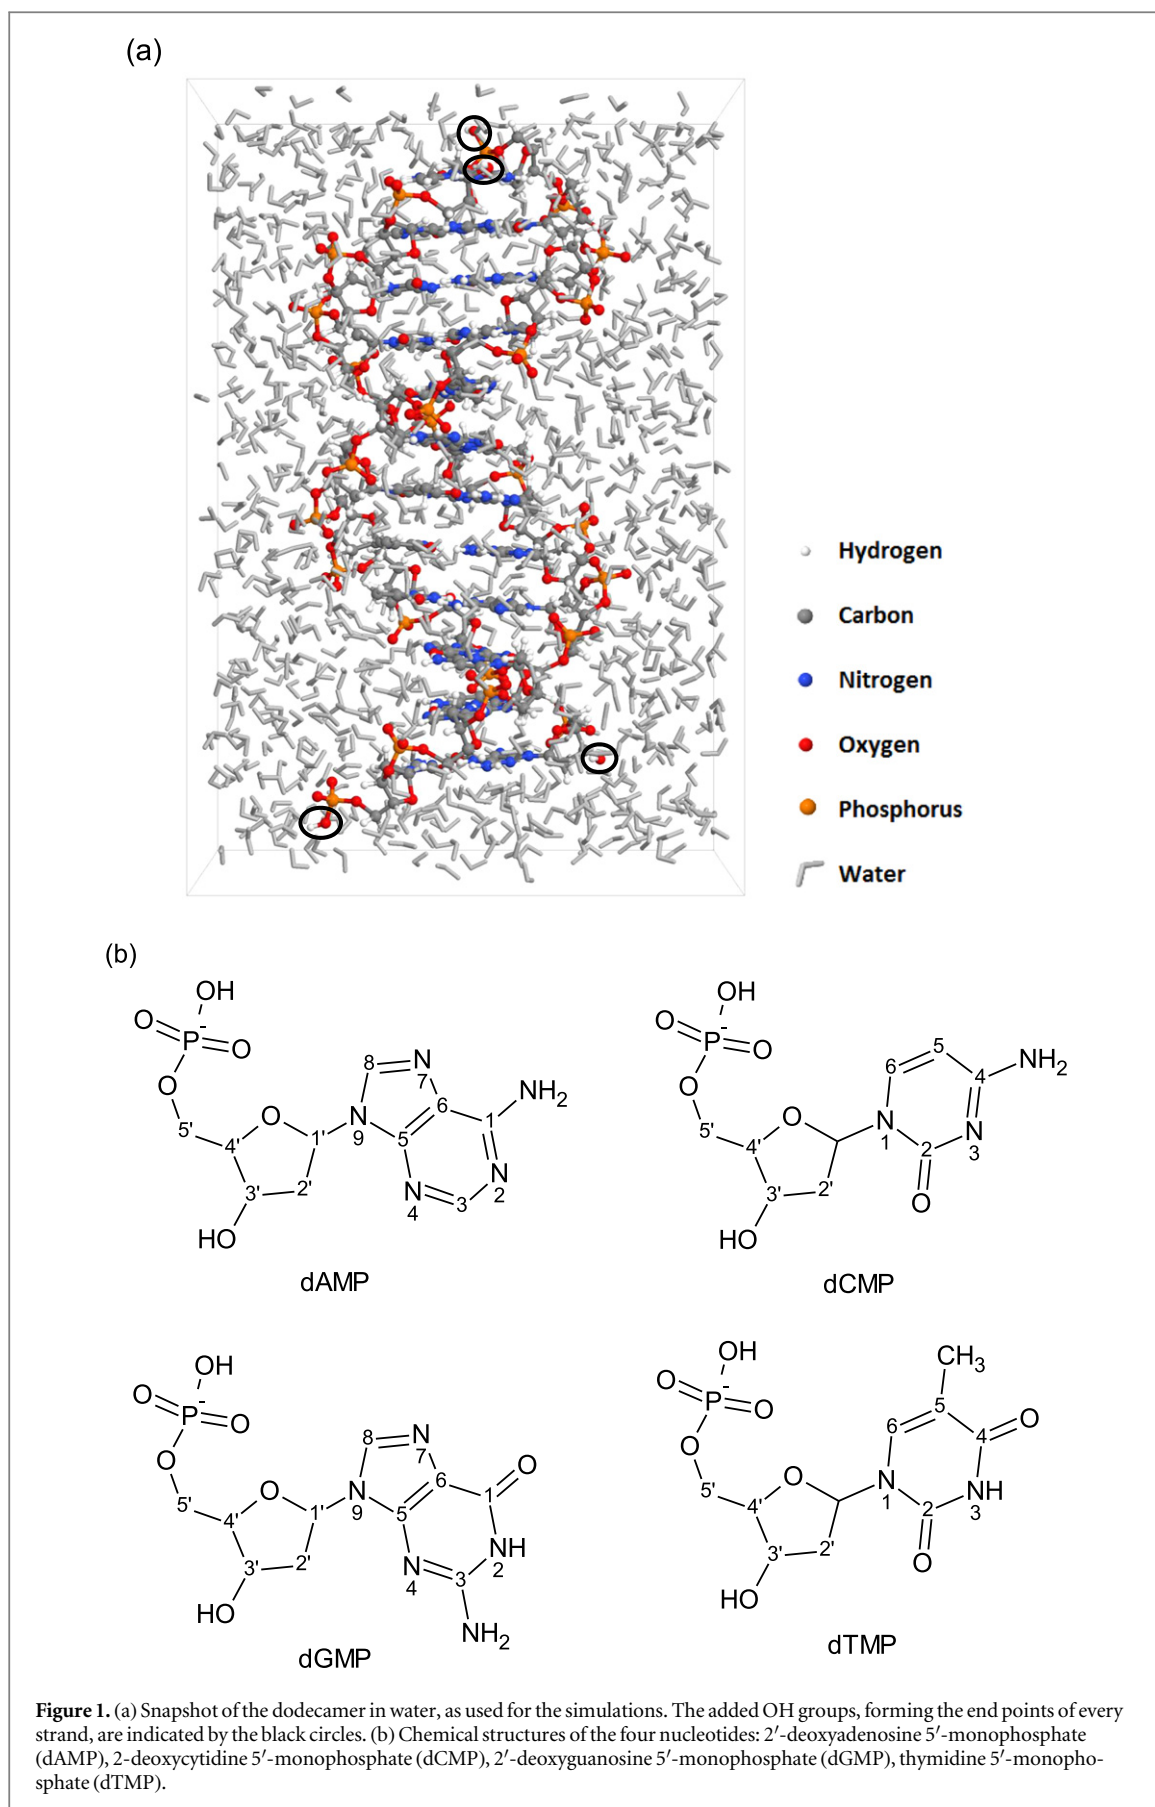 (a)
Hydrogen
Carbon
Nitrogen
Oxygen
Phosphorus
Water
(b)
OH
O
P
-
O
O
5'
4'
O
1'
3'
2'
HO
N
9
8
N
7
6
5
1
NH2
N
2
3
N
4
dAMP
OH
O
P
-
O
O
5'
4'
O
3'
2'
HO
N
1
6
5
4
NH2
N
3
2
O
dCMP
OH
O
P
-
O
O
5'
4'
O
1'
3'
2'
HO
N
9
8
N
7
6
5
1
O
NH
2
3
N
4
NH2
dGMP
OH
O
P
-
O
O
5'
4'
O
3'
2'
HO
N
1
6
5
CH3
4
O
NH
3
2
O
dTMP
Figure 1. (a) Snapshot of the dodecamer in water, as used for the simulations. The added OH groups, forming the end points of every
strand, are indicated by the black circles. (b) Chemical structures of the four nucleotides: 2′-deoxyadenosine 5′-monophosphate
(dAMP), 2-deoxycytidine 5′-monophosphate (dCMP), 2′-deoxyguanosine 5′-monophosphate (dGMP), thymidine 5′-monopho-
sphate (dTMP).